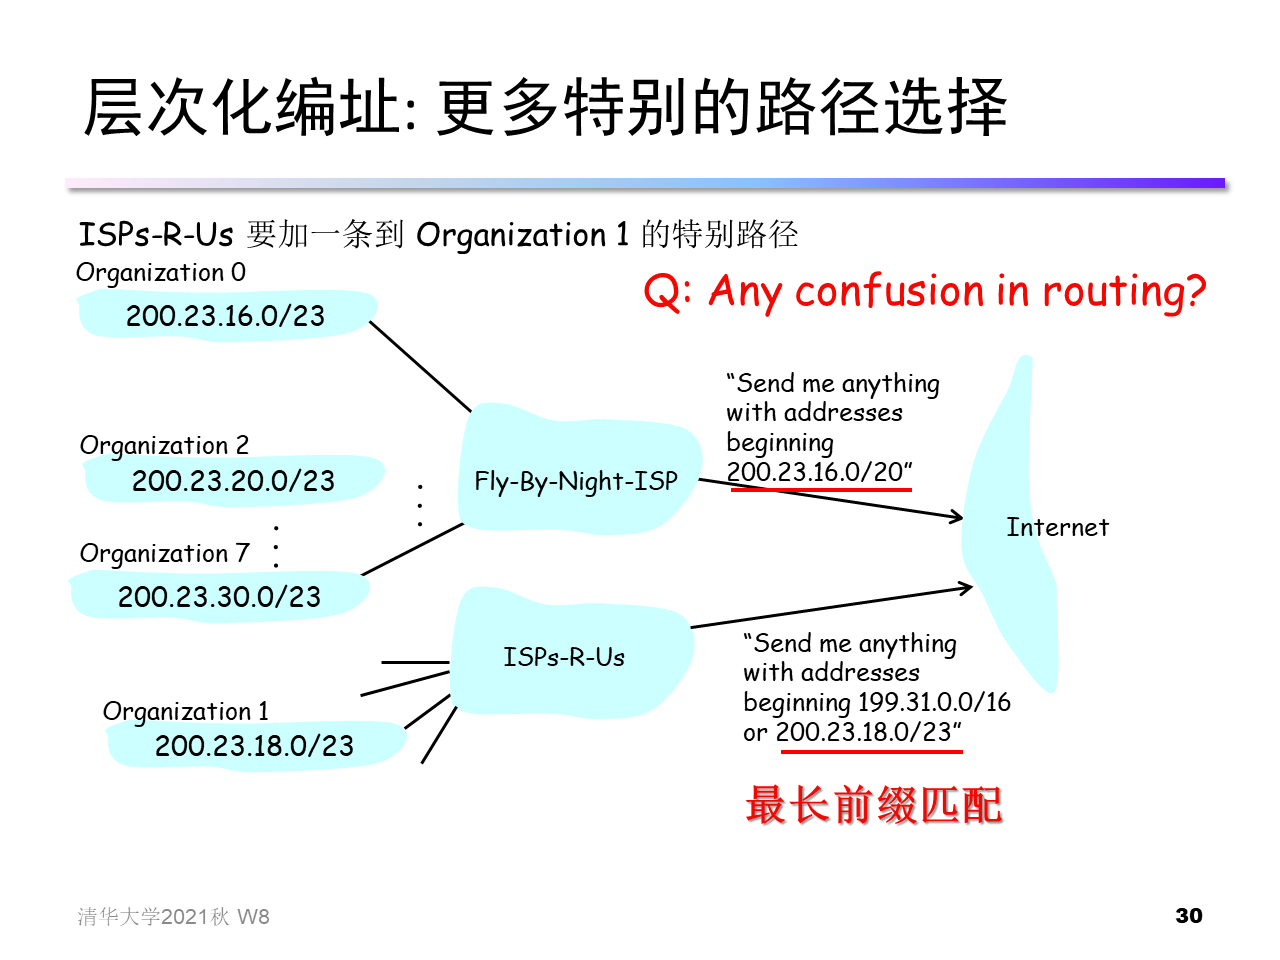 层次化编址: 更多特别的路径选择
ISPs-R-Us 要加一条到 Organization 1 的特别路径
Organization 0
200.23.16.0/23
Q: Any confusion in routing?
“Send me anything
with addresses
beginning
200.23.16.0/20”
Organization 2
200.23.20.0/23
Fly-By-Night-ISP
Internet
Organization 7
200.23.30.0/23
ISPs-R-Us
“Send me anything
with addresses
beginning 199.31.0.0/16
or 200.23.18.0/23”
Organization 1
200.23.18.0/23
最长前缀匹配
清华大学2021秋 W8
30